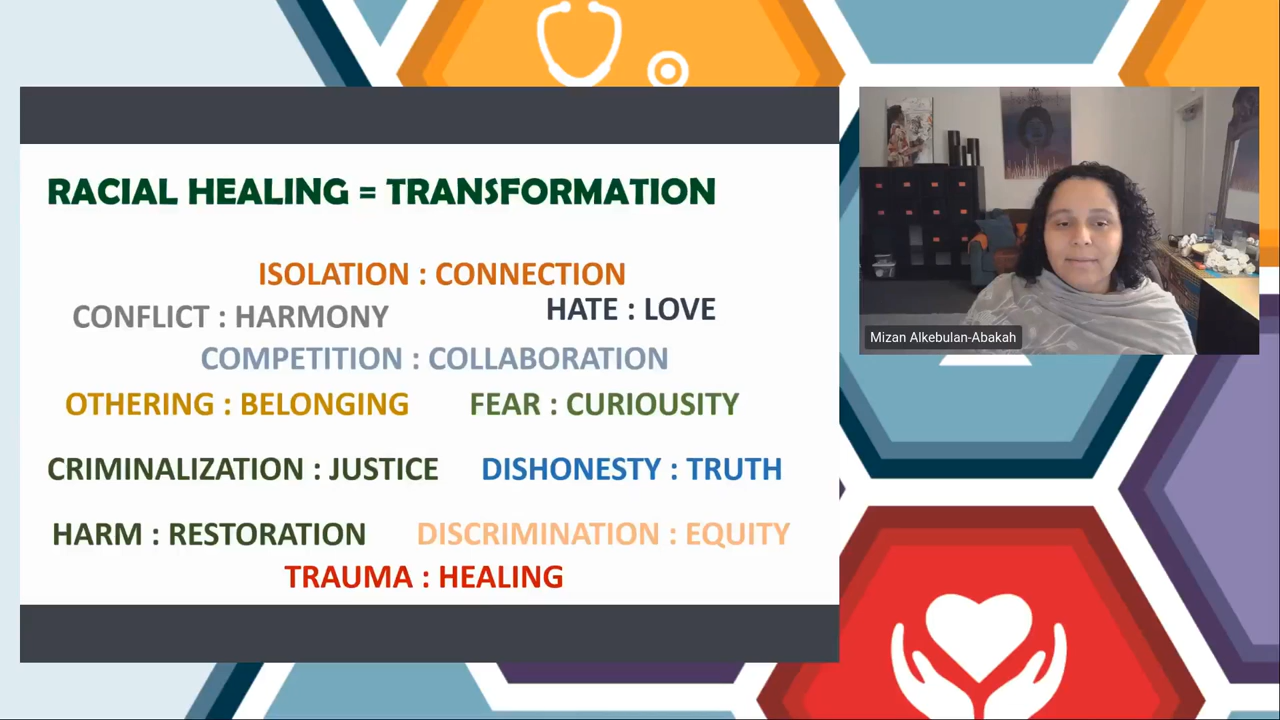 RACIAL HEALING = TRANSFORMATION
ISOLATION : CONNECTION
CONFLICT : HARMONY
HATE : LOVE
COMPETITION : COLLABORATION
OTHERING : BELONGING
FEAR : CURIOUSITY
CRIMINALIZATION : JUSTICE
DISHONESTY : TRUTH
HARM : RESTORATION
DISCRIMINATION : EQUITY
TRAUMA : HEALING
Mizan Alkebulan-Abakah